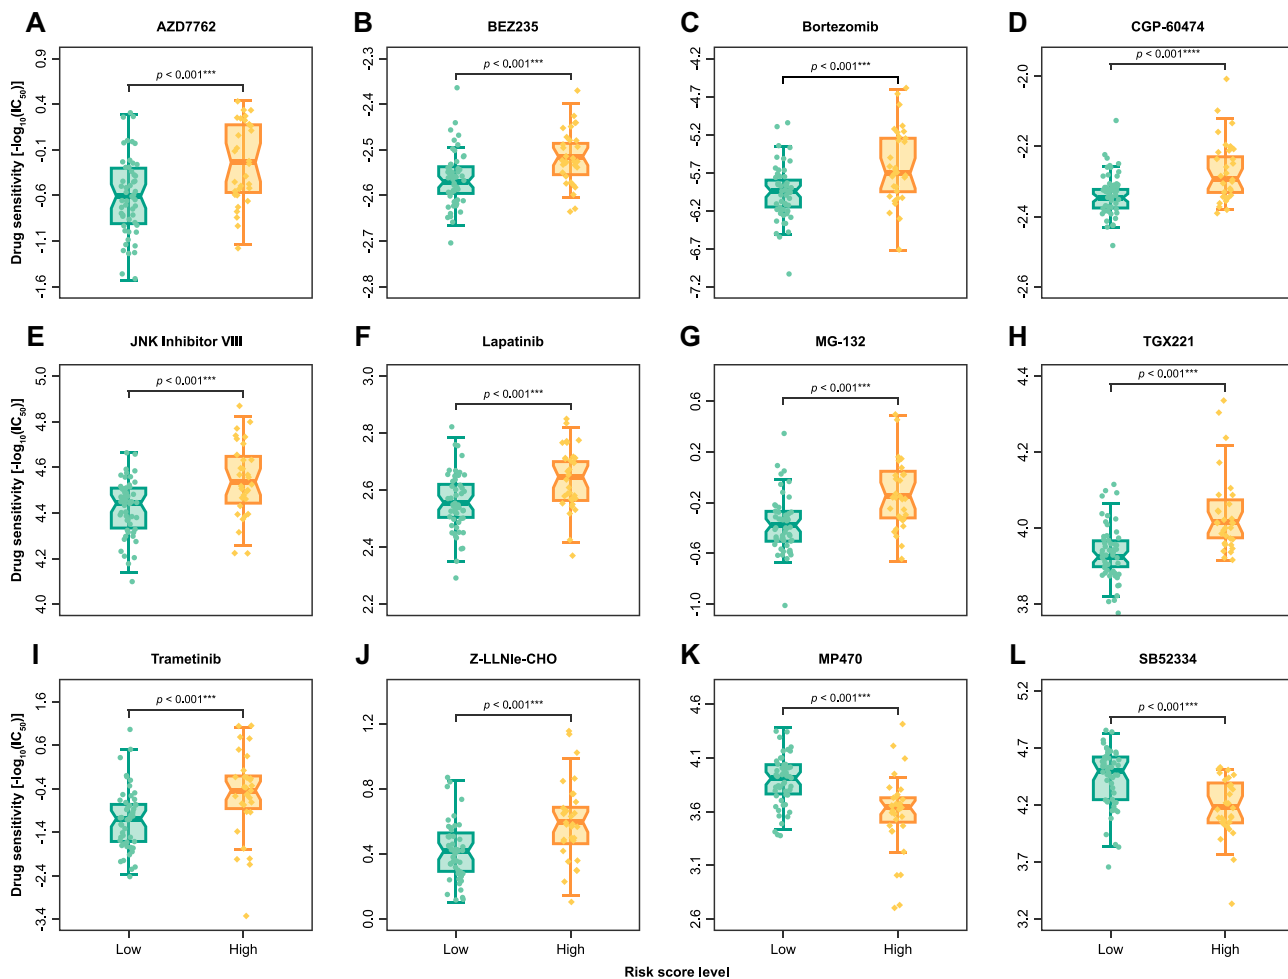 A
AZD7762
B
BEZ235
C
Bortezomib
D
CGP-60474
Drug sensitivity [-log10(IC50)]
0.9
0.4
-0.1
-0.6
-1.1
-1.6
p < 0.001***
-2.3
-2.4
-2.5
-2.6
-2.7
-2.8
p < 0.001***
-4.2
-4.7
-5.2
-5.7
-6.2
-6.7
-7.2
p < 0.001***
-2.0
-2.2
-2.4
-2.6
p < 0.001****
E
JNK Inhibitor VIII
F
Lapatinib
G
MG-132
H
TGX221
Drug sensitivity [-log10(IC50)]
5.0
4.8
4.6
4.4
4.2
4.0
p < 0.001***
3.0
2.8
2.6
2.4
2.2
p < 0.001***
0.6
0.2
-0.2
-0.6
-1.0
p < 0.001***
4.4
4.2
4.0
3.8
p < 0.001***
I
Trametinib
J
Z-LLNle-CHO
K
MP470
L
SB52334
Drug sensitivity [-log10(IC50)]
1.6
0.6
-0.4
-1.4
-2.4
-3.4
p < 0.001***
1.2
0.8
0.4
0.0
p < 0.001***
4.6
4.1
3.6
3.1
2.6
p < 0.001***
5.2
4.7
4.2
3.7
3.2
p < 0.001***
Low
High
Low
High
Low
High
Low
High
Risk score level